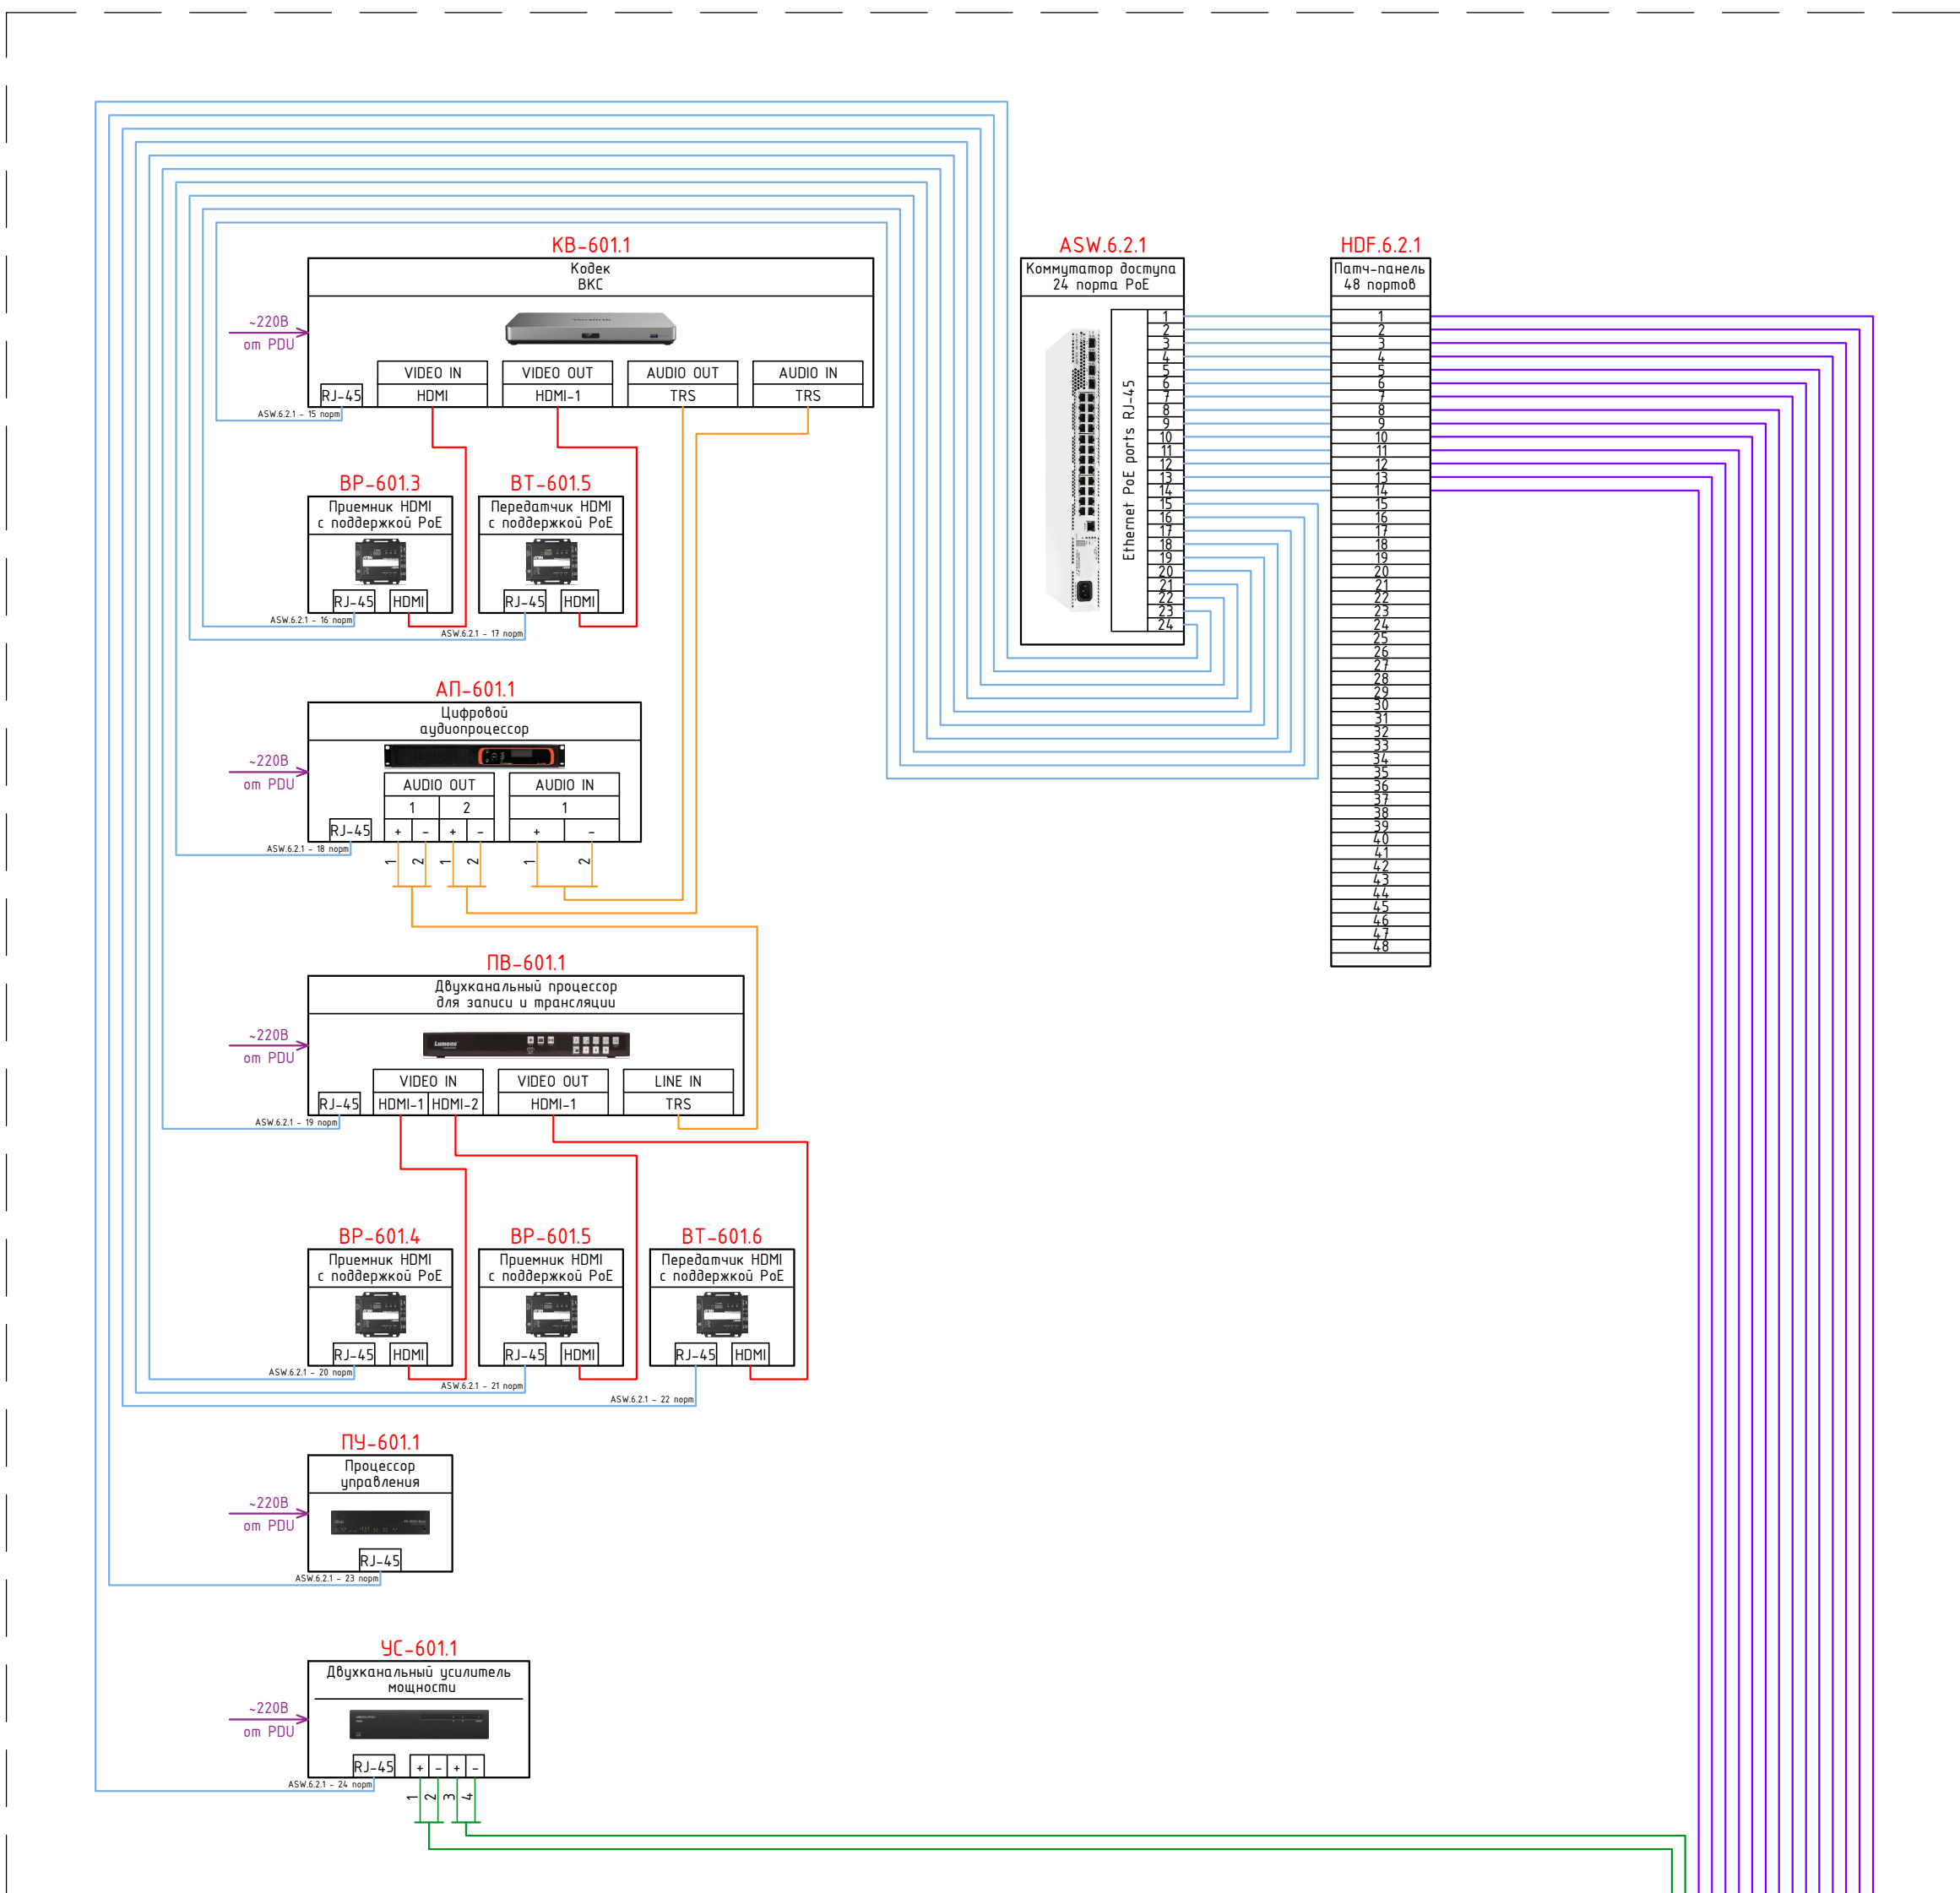 КВ-601.1
Кодек
ВКС
~220В
от PDU
VIDEO IN
VIDEO OUT
AUDIO OUT
AUDIO IN
RJ-45
HDMI
HDMI-1
TRS
TRS
ASW.6.2.1 - 15 порт
ВР-601.3
Приемник HDMI
с поддержкой PoE
RJ-45
HDMI
ASW.6.2.1 - 16 порт
ВТ-601.5
Передатчик HDMI
с поддержкой PoE
RJ-45
HDMI
ASW.6.2.1 - 17 порт
АП-601.1
Цифровой
аудиопроцессор
~220В
от PDU
AUDIO OUT
AUDIO IN
1
2
1
RJ-45
+
-
+
-
+
-
ASW.6.2.1 - 18 порт
1
2
1
2
1
2
ПВ-601.1
Двухканальный процессор
для записи и трансляции
Lumens
~220В
от PDU
VIDEO IN
VIDEO OUT
LINE IN
RJ-45
HDMI-1
HDMI-2
HDMI-1
TRS
ASW.6.2.1 - 19 порт
ВР-601.4
Приемник HDMI
с поддержкой PoE
RJ-45
HDMI
ASW.6.2.1 - 20 порт
ВР-601.5
Приемник HDMI
с поддержкой PoE
RJ-45
HDMI
ASW.6.2.1 - 21 порт
ВТ-601.6
Передатчик HDMI
с поддержкой PoE
RJ-45
HDMI
ASW.6.2.1 - 22 порт
ПУ-601.1
Процессор
управления
~220В
от PDU
RJ-45
ASW.6.2.1 - 23 порт
УС-601.1
Двухканальный усилитель
мощности
~220В
от PDU
RJ-45
+
-
+
-
ASW.6.2.1 - 24 порт
1
2
3
4
ASW.6.2.1
Коммутатор доступа
24 порта PoE
Ethernet PoE ports RJ-45
1
2
3
4
5
6
7
8
9
10
11
12
13
14
15
16
17
18
19
20
21
22
23
24
HDF.6.2.1
Патч-панель
48 портов
1
2
3
4
5
6
7
8
9
10
11
12
13
14
15
16
17
18
19
20
21
22
23
24
25
26
27
28
29
30
31
32
33
34
35
36
37
38
39
40
41
42
43
44
45
46
47
48